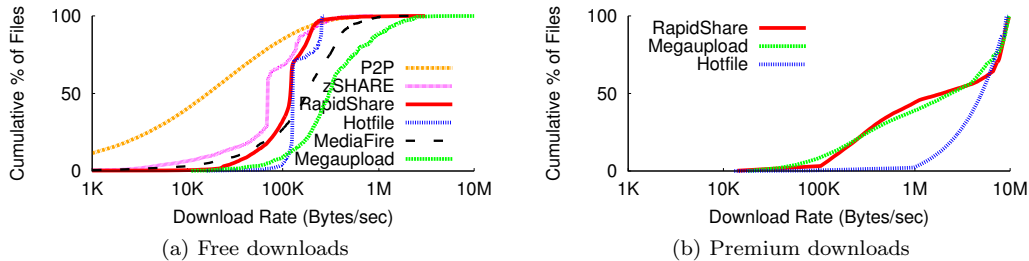 Cumulative % of Files
100
50
0
1K 10K 100K 1M 10M
Download Rate (Bytes/sec)
P2P
zSHARE
RapidShare
Hotfile
MediaFire
Megaupload
(a) Free downloads
Cumulative % of Files
100
50
0
1K 10K 100K 1M 10M
Download Rate (Bytes/sec)
RapidShare
Megaupload
Hotfile
(b) Premium downloads